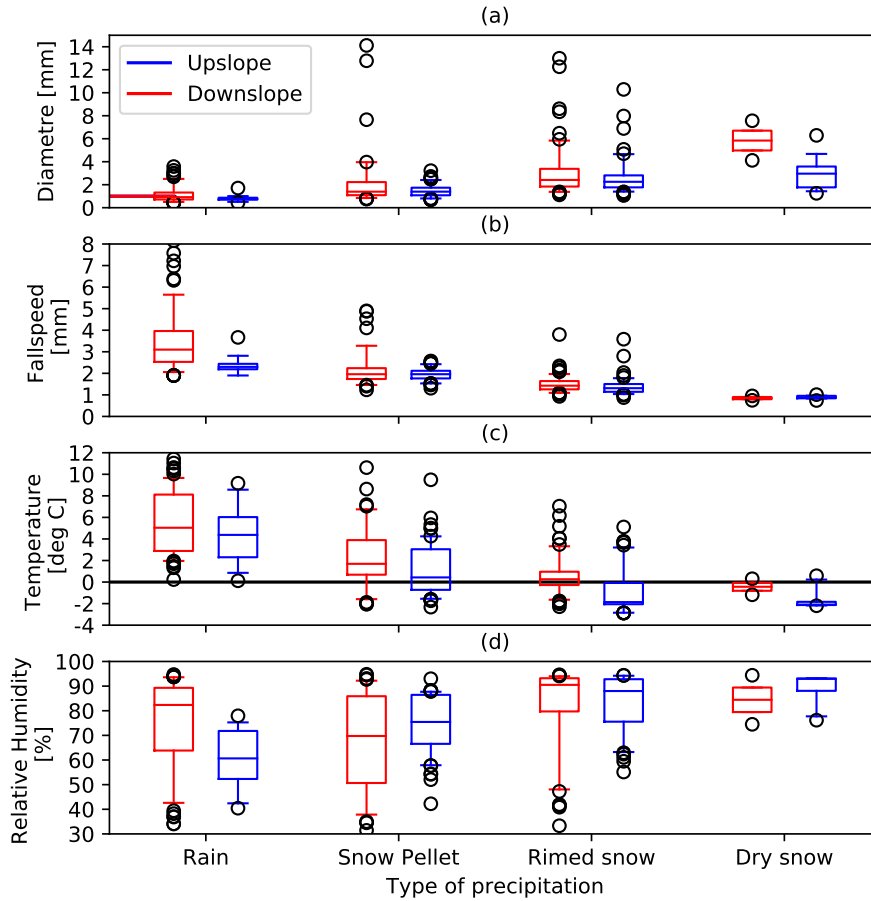 (a)
Diametre [mm]
14
12
10
8
6
4
2
0
Upslope
Downslope
(b)
Fallspeed
[mm]
8
7
6
5
4
3
2
1
0
(c)
Temperature
[deg C]
12
10
8
6
4
2
0
-2
-4
(d)
Relative Humidity
[%]
100
90
80
70
60
50
40
30
Rain
Snow Pellet
Rimed snow
Dry snow
Type of precipitation